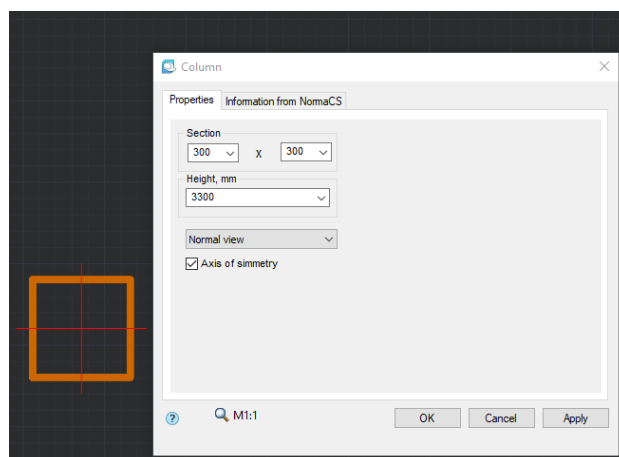 Column
Properties Information from NormaCS
Section
300 X 300
Height, mm
3300
Normal view
Axis of simmetry
? M1:1 OK Cancel Apply